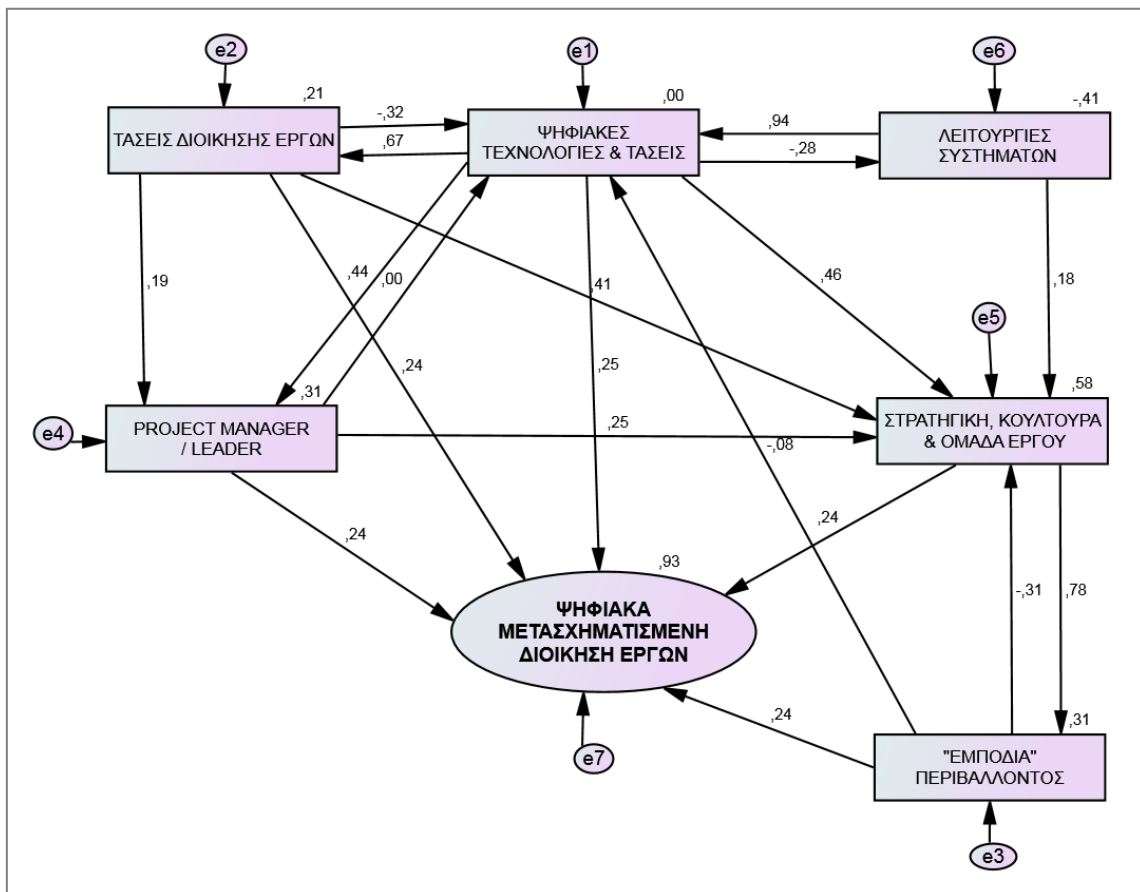 e2
e1
e6
,21
,00
-,41
ΤΑΣΕΙΣ ΔΙΟΙΚΗΣΗΣ ΕΡΓΩΝ
-,32
,67
ΨΗΦΙΑΚΕΣ
ΤΕΧΝΟΛΟΓΙΕΣ & ΤΑΣΕΙΣ
,94
-,28
ΛΕΙΤΟΥΡΓΙΕΣ
ΣΥΣΤΗΜΑΤΩΝ
,19
,44
,00
,41
,46
,18
e5
,24
,25
,31
,58
e4
PROJECT MANAGER
/ LEADER
,25
-,08
ΣΤΡΑΤΗΓΙΚΗ, ΚΟΥΛΤΟΥΡΑ
& ΟΜΑΔΑ ΕΡΓΟΥ
,24
,24
,93
-,31
,78
ΨΗΦΙΑΚΑ
ΜΕΤΑΣΧΗΜΑΤΙΣΜΕΝΗ
ΔΙΟΙΚΗΣΗ ΕΡΓΩΝ
,24
,31
e7
"ΕΜΠΟΔΙΑ"
ΠΕΡΙΒΑΛΛΟΝΤΟΣ
e3